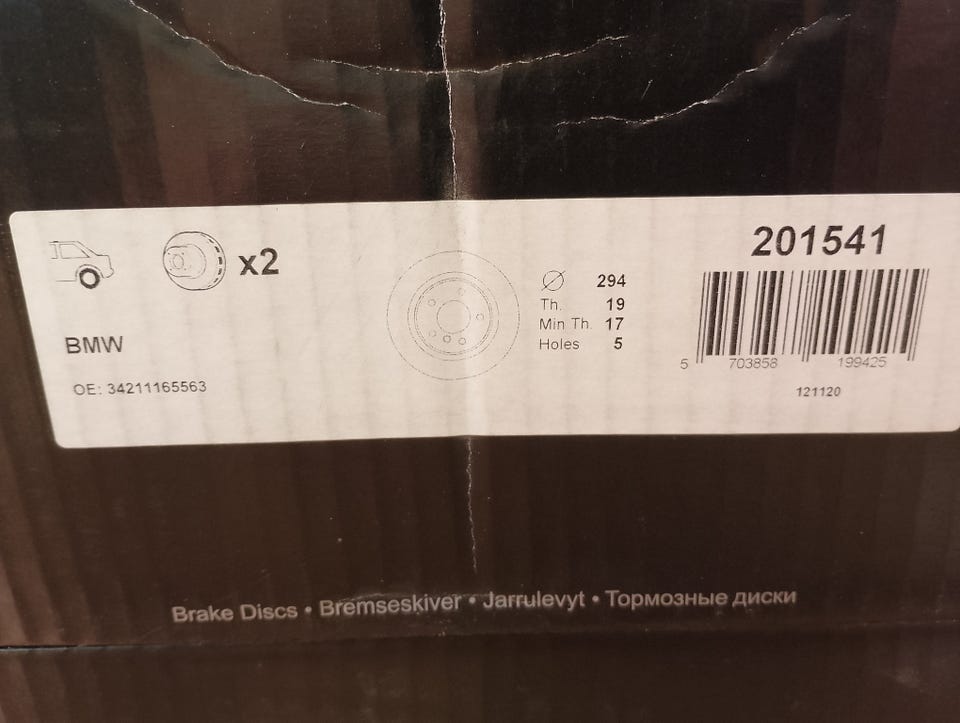 x2
BMW
OE: 34211165563
Ø 294
Th. 19
Min Th. 17
Holes 5
201541
5 703858 199425
121120
Brake Discs • Bremseskiver • Jarrulevyt • Тормозные диски